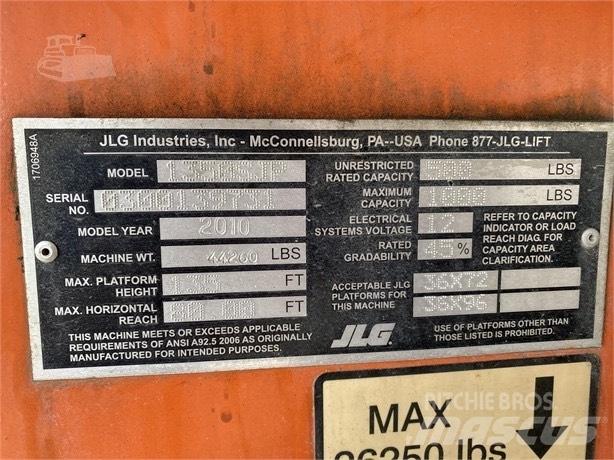 JLG Industries, Inc - McConnellsburg, PA--USA Phone 877-JLG-LIFT
1706948A
MODEL 1350SJP
SERIAL NO. 0300139731
MODEL YEAR 2010
MACHINE WT. 44260 LBS
MAX. PLATFORM HEIGHT 135 FT
MAX. HORIZONTAL REACH FT
UNRESTRICTED RATED CAPACITY 500 LBS
MAXIMUM CAPACITY 1000 LBS
ELECTRICAL SYSTEMS VOLTAGE 12
RATED GRADABILITY 45%
REFER TO CAPACITY
INDICATOR OR LOAD
REACH DIAG. FOR
CAPACITY AREA
CLARIFICATION.
ACCEPTABLE JLG PLATFORMS FOR THIS MACHINE
36X72
36X96
THIS MACHINE MEETS OR EXCEEDS APPLICABLE
REQUIREMENTS OF ANSI A92.5 2006 AS ORIGINALLY
MANUFACTURED FOR INTENDED PURPOSES.
JLG
USE OF PLATFORMS OTHER THAN
THOSE LISTED IS PROHIBITED.
MAX
26250 lbs
RITCHIE BROS.
mascus